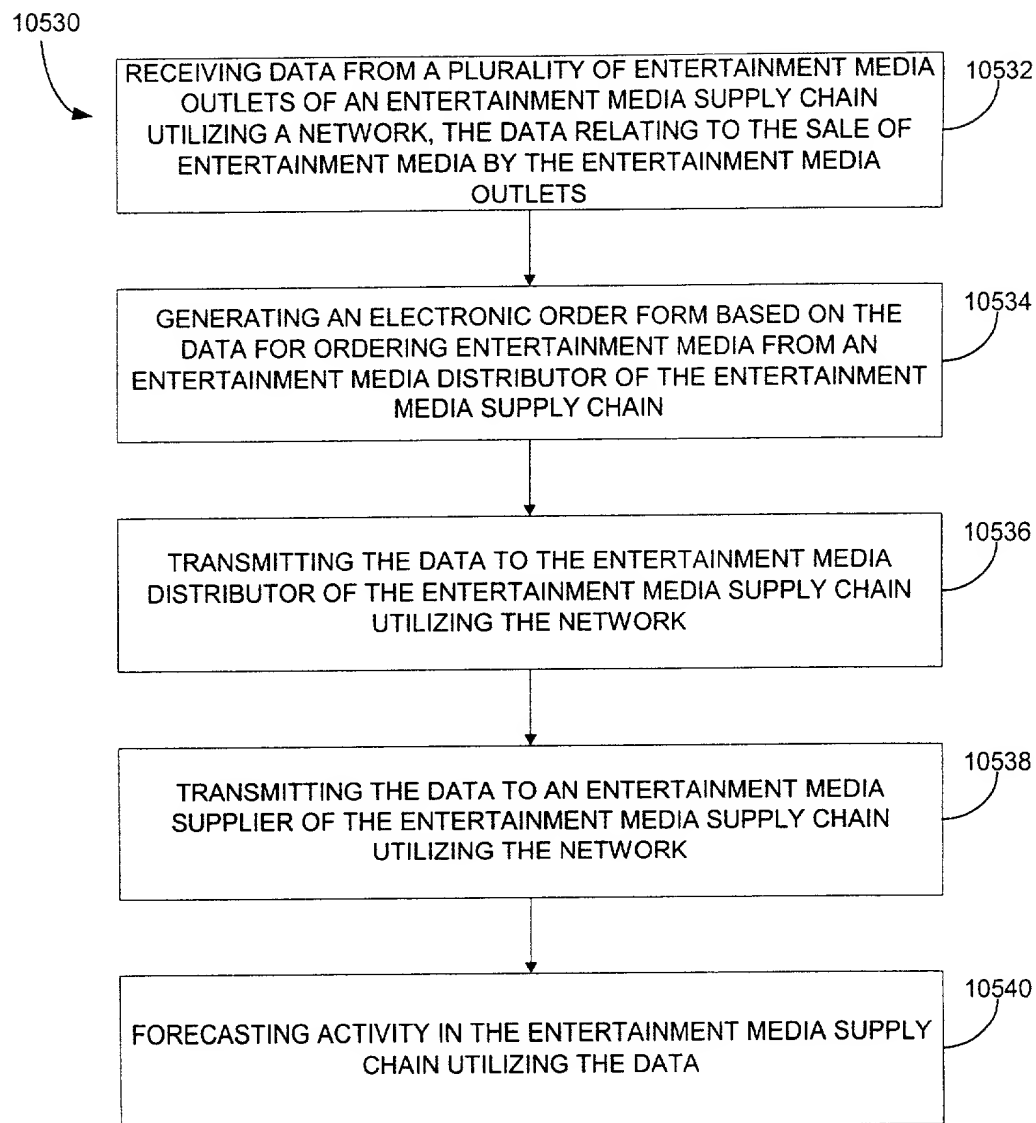 10530
RECEIVING DATA FROM A PLURALITY OF ENTERTAINMENT MEDIA
OUTLETS OF AN ENTERTAINMENT MEDIA SUPPLY CHAIN
UTILIZING A NETWORK, THE DATA RELATING TO THE SALE OF
ENTERTAINMENT MEDIA BY THE ENTERTAINMENT MEDIA
OUTLETS
10532
GENERATING AN ELECTRONIC ORDER FORM BASED ON THE
DATA FOR ORDERING ENTERTAINMENT MEDIA FROM AN
ENTERTAINMENT MEDIA DISTRIBUTOR OF THE ENTERTAINMENT
MEDIA SUPPLY CHAIN
10534
TRANSMITTING THE DATA TO THE ENTERTAINMENT MEDIA
DISTRIBUTOR OF THE ENTERTAINMENT MEDIA SUPPLY CHAIN
UTILIZING THE NETWORK
10536
TRANSMITTING THE DATA TO AN ENTERTAINMENT MEDIA
SUPPLIER OF THE ENTERTAINMENT MEDIA SUPPLY CHAIN
UTILIZING THE NETWORK
10538
FORECASTING ACTIVITY IN THE ENTERTAINMENT MEDIA SUPPLY
CHAIN UTILIZING THE DATA
10540